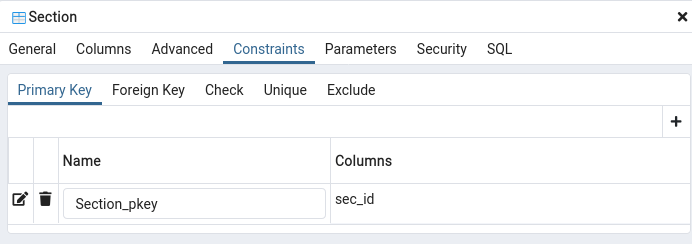 Section
General Columns Advanced Constraints Parameters Security SQL
Primary Key Foreign Key Check Unique Exclude
Name Columns
Section_pkey sec_id